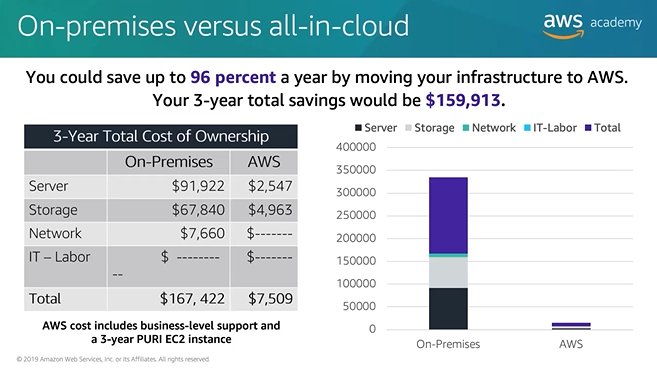 On-premises versus all-in-cloud
aws academy
You could save up to 96 percent a year by moving your infrastructure to AWS.
Your 3-year total savings would be $159,913.
3-Year Total Cost of Ownership
On-Premises AWS
Server $91,922 $2,547
Storage $67,840 $4,963
Network $7,660 $-------
IT – Labor $ -------- $-------
--
Total $167, 422 $7,509
AWS cost includes business-level support and
a 3-year PURI EC2 instance
Server Storage Network IT-Labor Total
400000
350000
300000
250000
200000
150000
100000
50000
0
On-Premises AWS
© 2019 Amazon Web Services, Inc. or its Affiliates. All rights reserved.